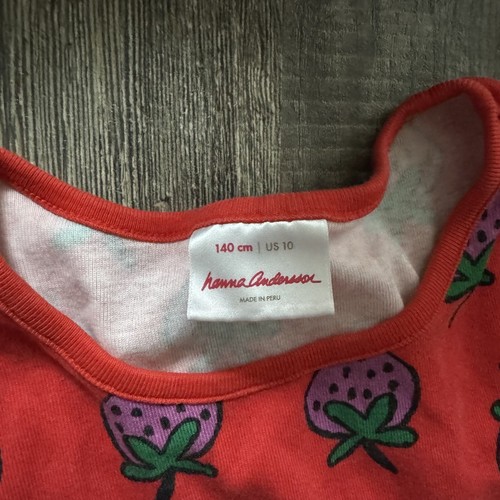 140 cm | US 10
hanna Andersson
MADE IN PERU